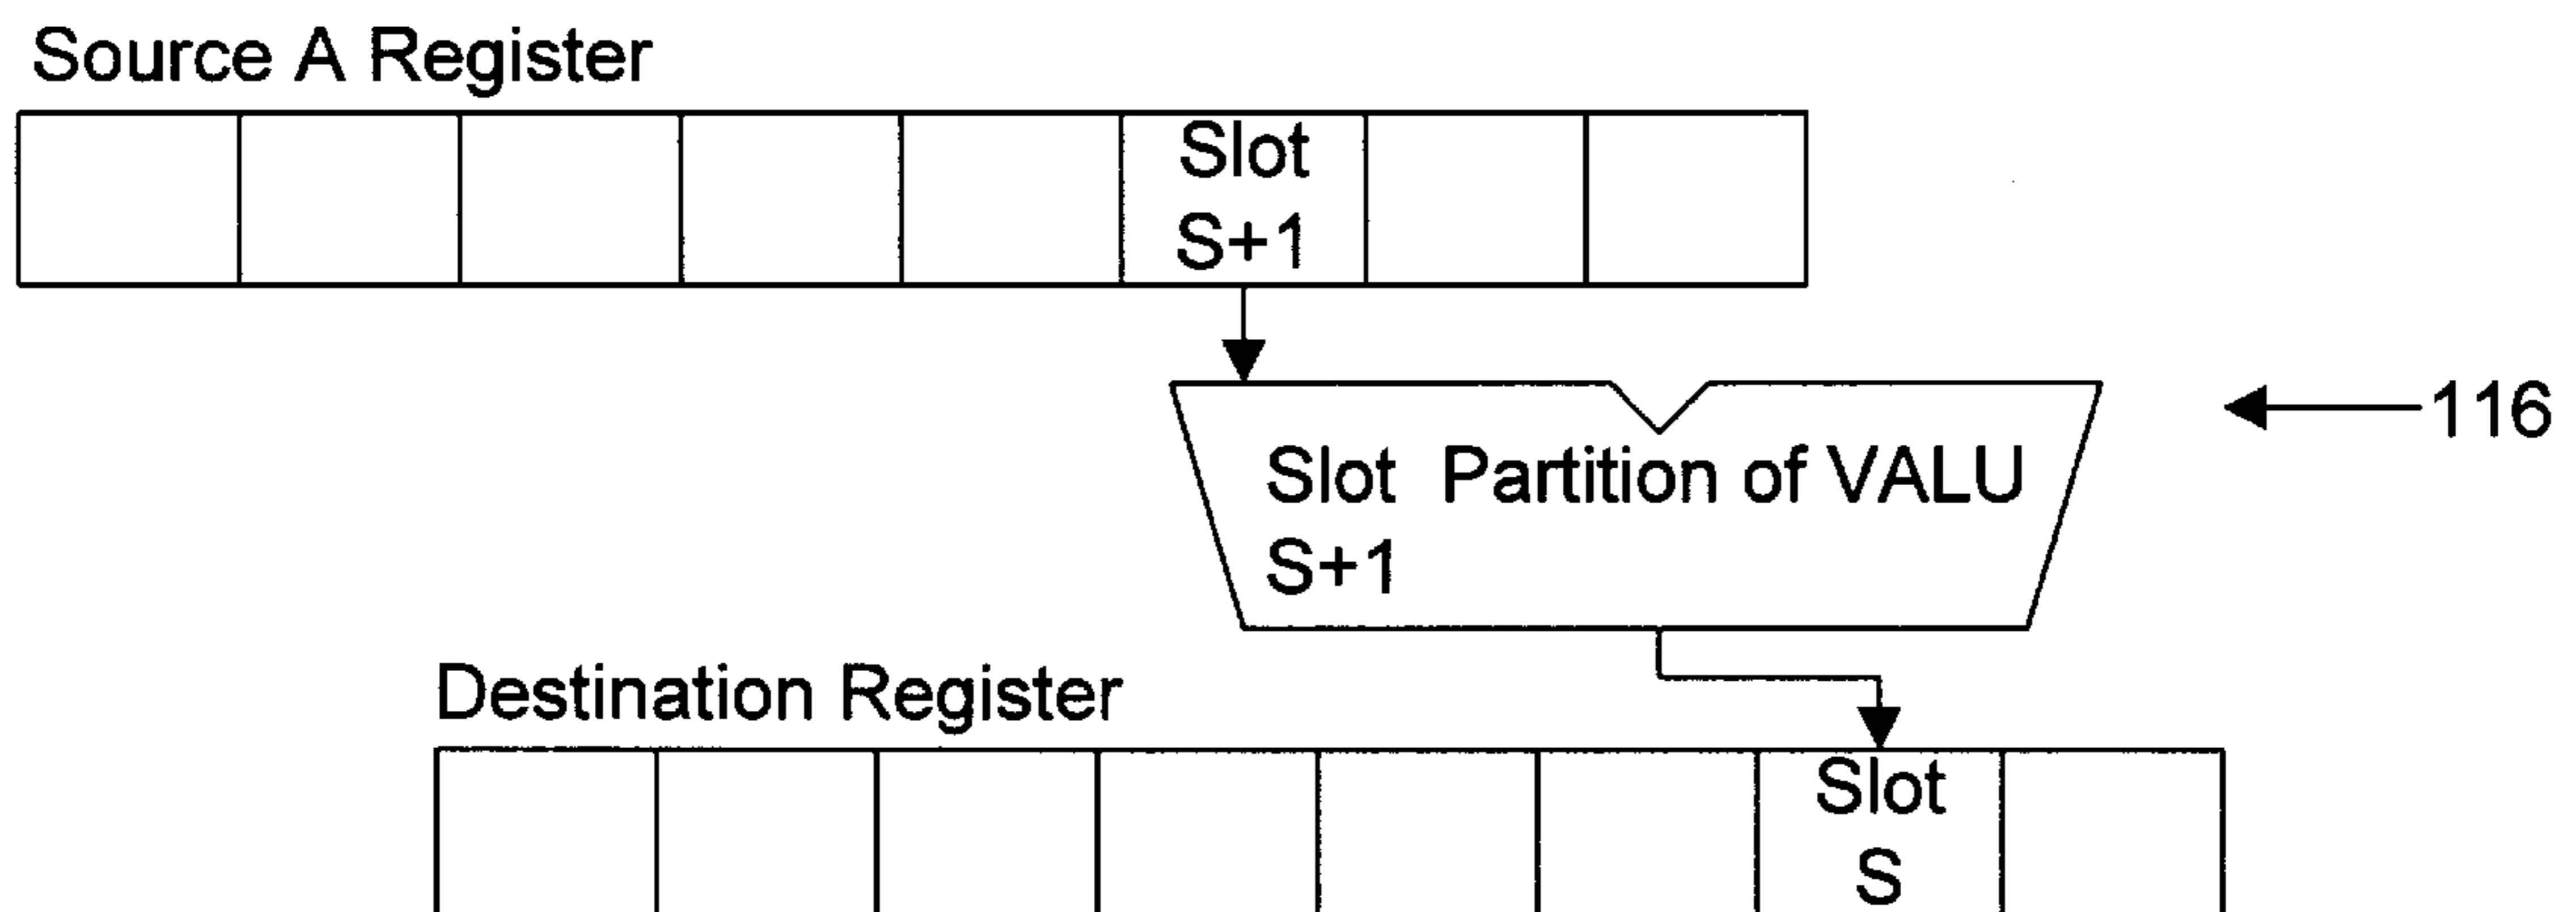 Source A Register
Slot
S+1
116
Slot Partition of VALU
S+1
Destination Register
Slot
S